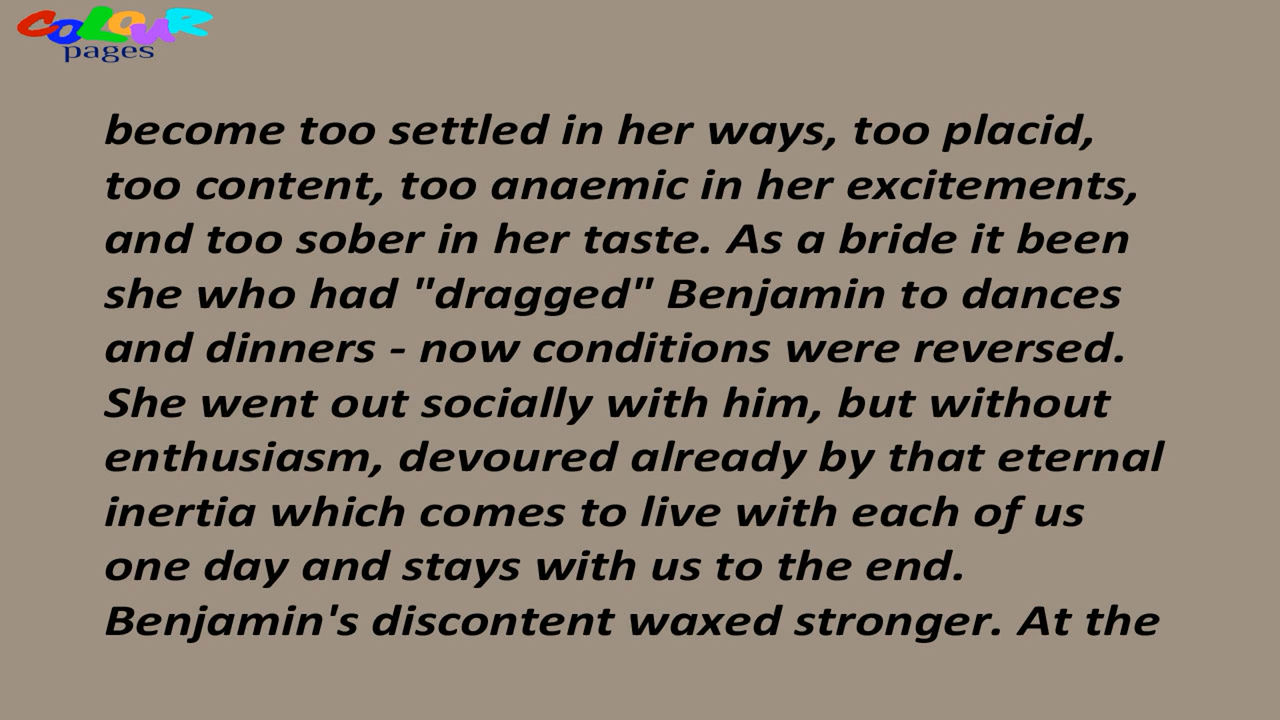 COLOUR
pages
become too settled in her ways, too placid,
too content, too anaemic in her excitements,
and too sober in her taste. As a bride it been
she who had "dragged" Benjamin to dances
and dinners - now conditions were reversed.
She went out socially with him, but without
enthusiasm, devoured already by that eternal
inertia which comes to live with each of us
one day and stays with us to the end.
Benjamin's discontent waxed stronger. At the